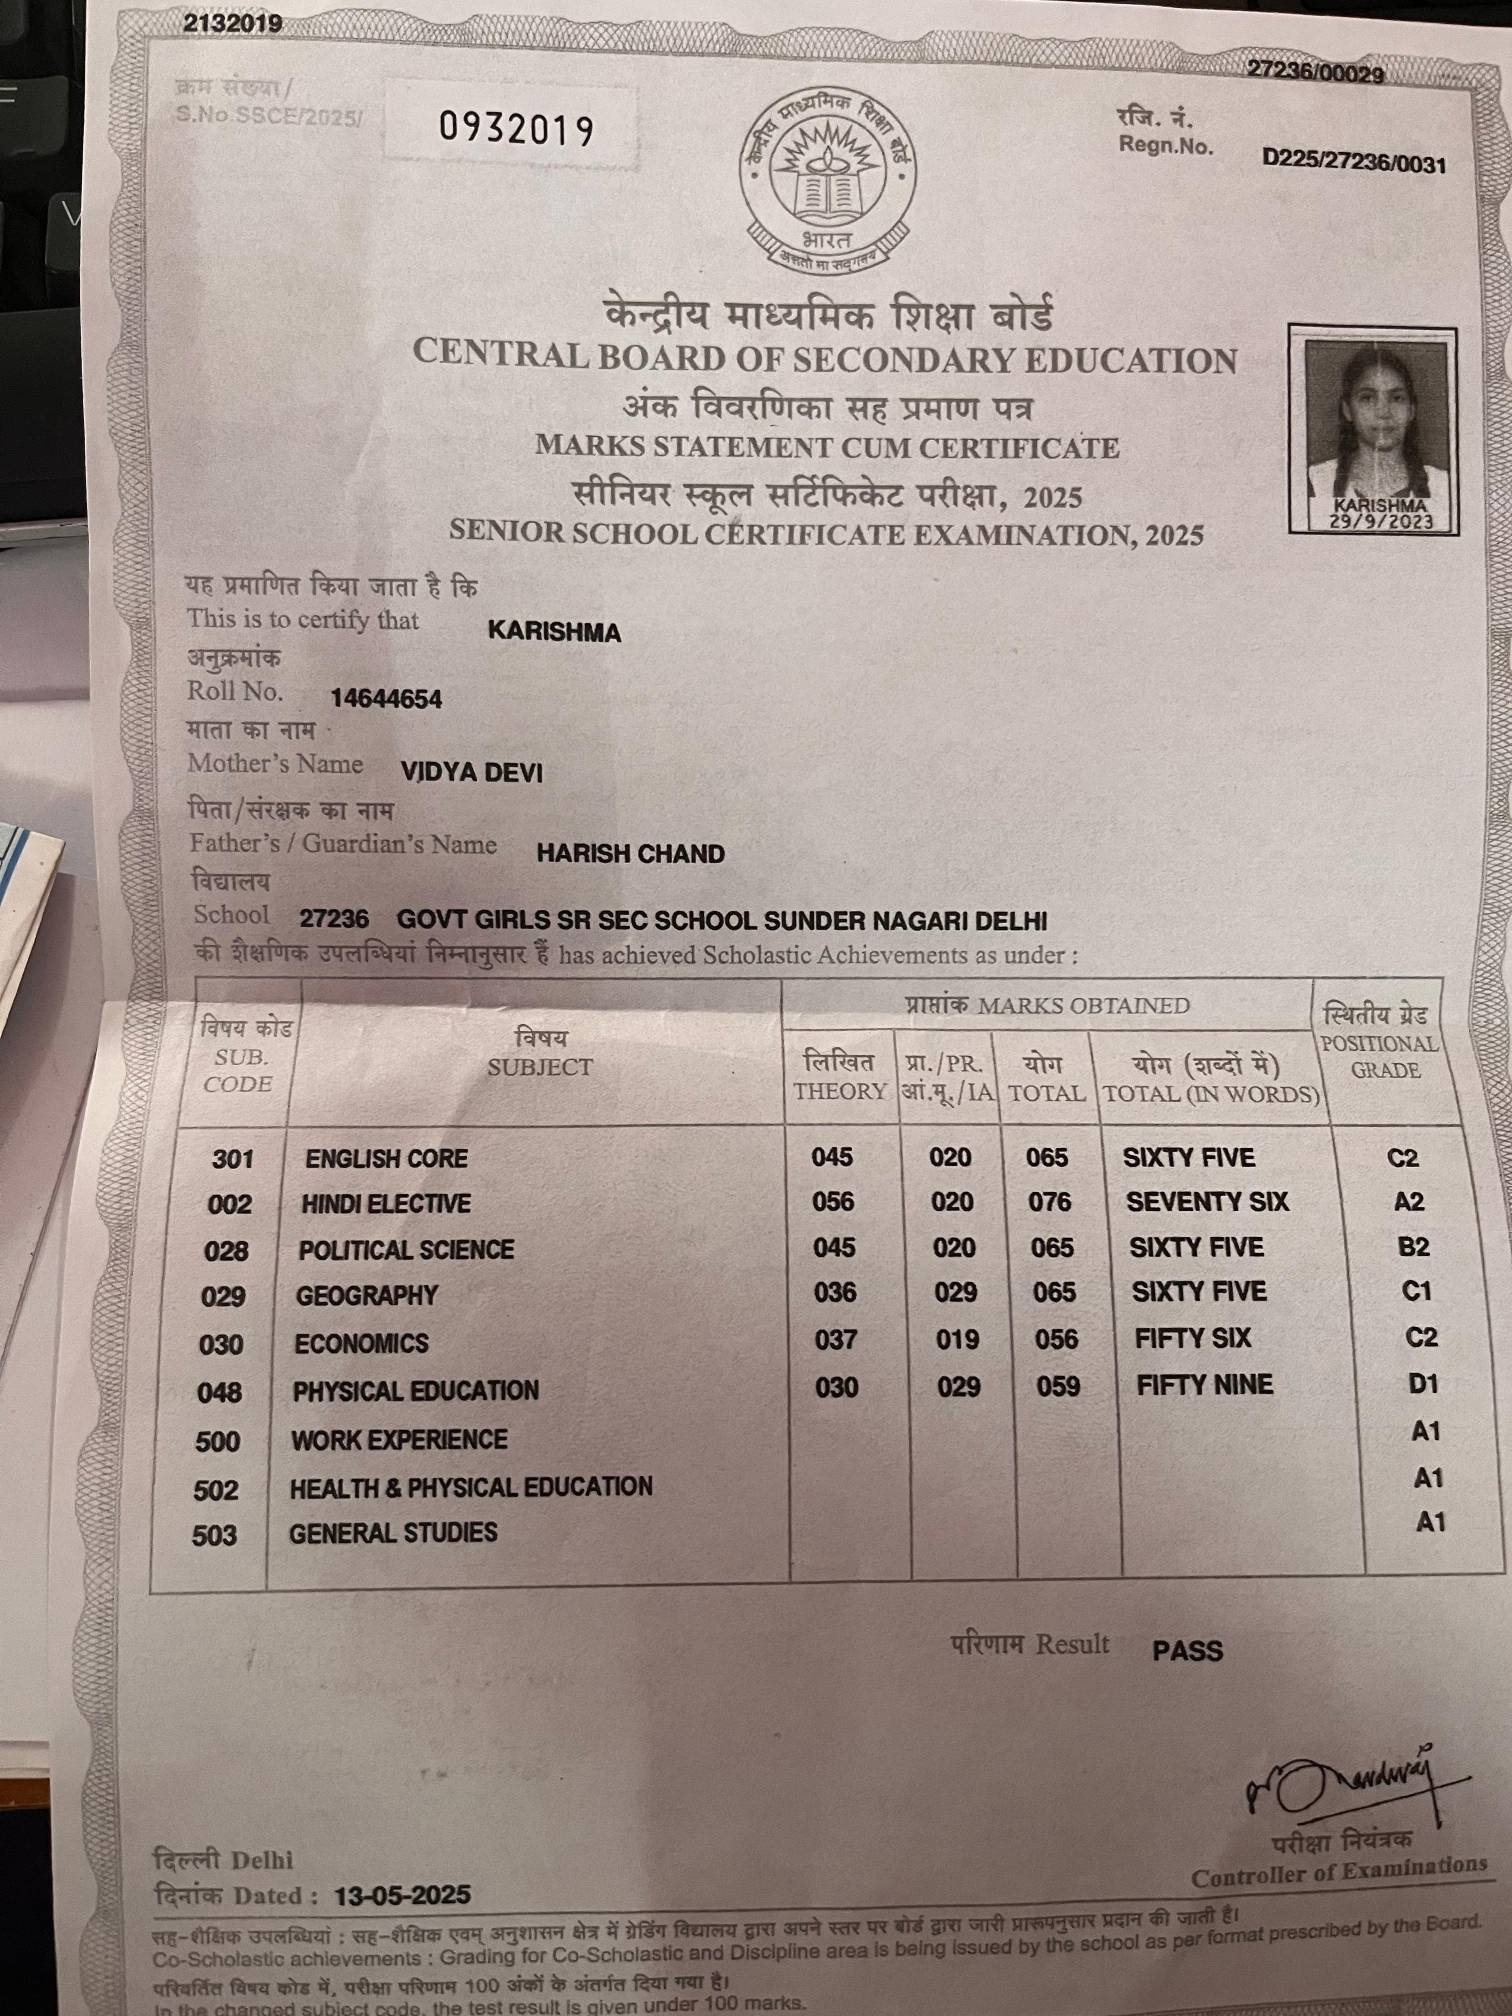 2132019
27236/00029
क्रम संख्या/
S.No.SSCE/2025/ 0932019
रजि. नं.
Regn.No. D225/27236/0031
केन्द्रीय माध्यमिक शिक्षा बोर्ड
भारत
असतो मा सद्गमय
केन्द्रीय माध्यमिक शिक्षा बोर्ड
CENTRAL BOARD OF SECONDARY EDUCATION
अंक विवरणिका सह प्रमाण पत्र
MARKS STATEMENT CUM CERTIFICATE
सीनियर स्कूल सर्टिफिकेट परीक्षा, 2025
SENIOR SCHOOL CERTIFICATE EXAMINATION, 2025
KARISHMA
29/9/2023
यह प्रमाणित किया जाता है कि
This is to certify that KARISHMA
अनुक्रमांक
Roll No. 14644654
माता का नाम
Mother's Name VIDYA DEVI
पिता/संरक्षक का नाम
Father's / Guardian's Name HARISH CHAND
विद्यालय
School 27236 GOVT GIRLS SR SEC SCHOOL SUNDER NAGARI DELHI
की शैक्षणिक उपलब्धियां निम्नानुसार हैं has achieved Scholastic Achievements as under :
विषय कोड
SUB.
CODE
विषय
SUBJECT
प्राप्तांक MARKS OBTAINED
लिखित
THEORY
प्रा./PR.
आं.मू./IA
योग
TOTAL
योग (शब्दों में)
TOTAL (IN WORDS)
स्थितीय ग्रेड
POSITIONAL
GRADE
301 ENGLISH CORE 045 020 065 SIXTY FIVE C2
002 HINDI ELECTIVE 056 020 076 SEVENTY SIX A2
028 POLITICAL SCIENCE 045 020 065 SIXTY FIVE B2
029 GEOGRAPHY 036 029 065 SIXTY FIVE C1
030 ECONOMICS 037 019 056 FIFTY SIX C2
048 PHYSICAL EDUCATION 030 029 059 FIFTY NINE D1
500 WORK EXPERIENCE A1
502 HEALTH & PHYSICAL EDUCATION A1
503 GENERAL STUDIES A1
परिणाम Result PASS
परीक्षा नियंत्रक
Controller of Examinations
दिल्ली Delhi
दिनांक Dated : 13-05-2025
सह-शैक्षिक उपलब्धियां : सह-शैक्षिक एवम् अनुशासन क्षेत्र में ग्रेडिंग विद्यालय द्वारा अपने स्तर पर बोर्ड द्वारा जारी प्रारूपनुसार प्रदान की जाती है।
Co-Scholastic achievements : Grading for Co-Scholastic and Discipline area is being issued by the school as per format prescribed by the Board.
परिवर्तित विषय कोड में, परीक्षा परिणाम 100 अंकों के अंतर्गत दिया गया है।
In the changed subject code, the test result is given under 100 marks.